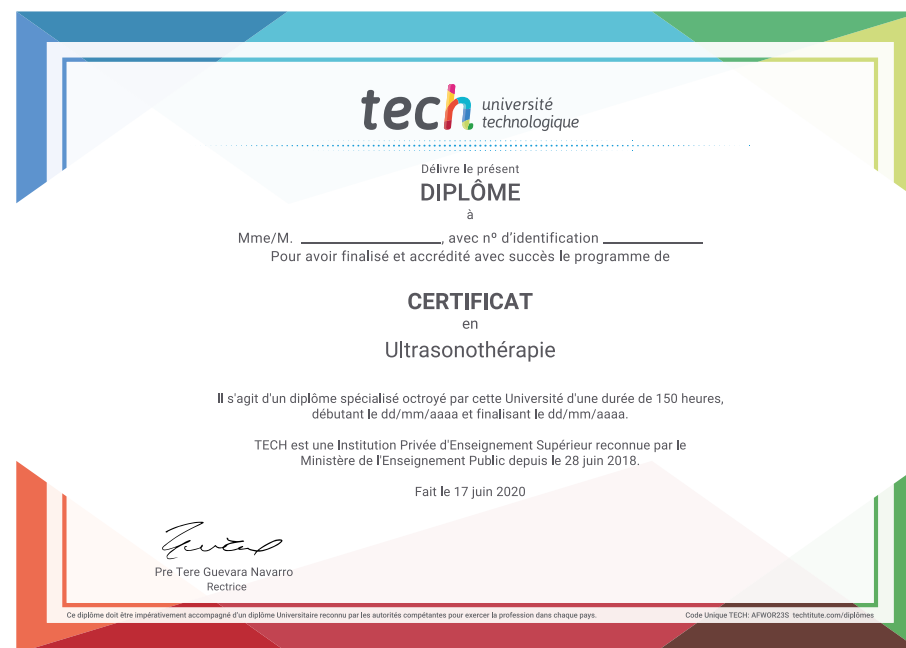 tech université
technologique
Délivre le présent
DIPLÔME
à
Mme/M. ____________________, avec nº d'identification ______________
Pour avoir finalisé et accrédité avec succès le programme de
CERTIFICAT
en
Ultrasonothérapie
Il s'agit d'un diplôme spécialisé octroyé par cette Université d'une durée de 150 heures,
débutant le dd/mm/aaaa et finalisant le dd/mm/aaaa.
TECH est une Institution Privée d'Enseignement Supérieur reconnue par le
Ministère de l'Enseignement Public depuis le 28 juin 2018.
Fait le 17 juin 2020
Pre Tere Guevara Navarro
Rectrice
Ce diplôme doit être impérativement accompagné d'un diplôme Universitaire reconnu par les autorités compétantes pour exercer la profession dans chaque pays.
Code Unique TECH: AFWOR23S techtitute.com/diplômes